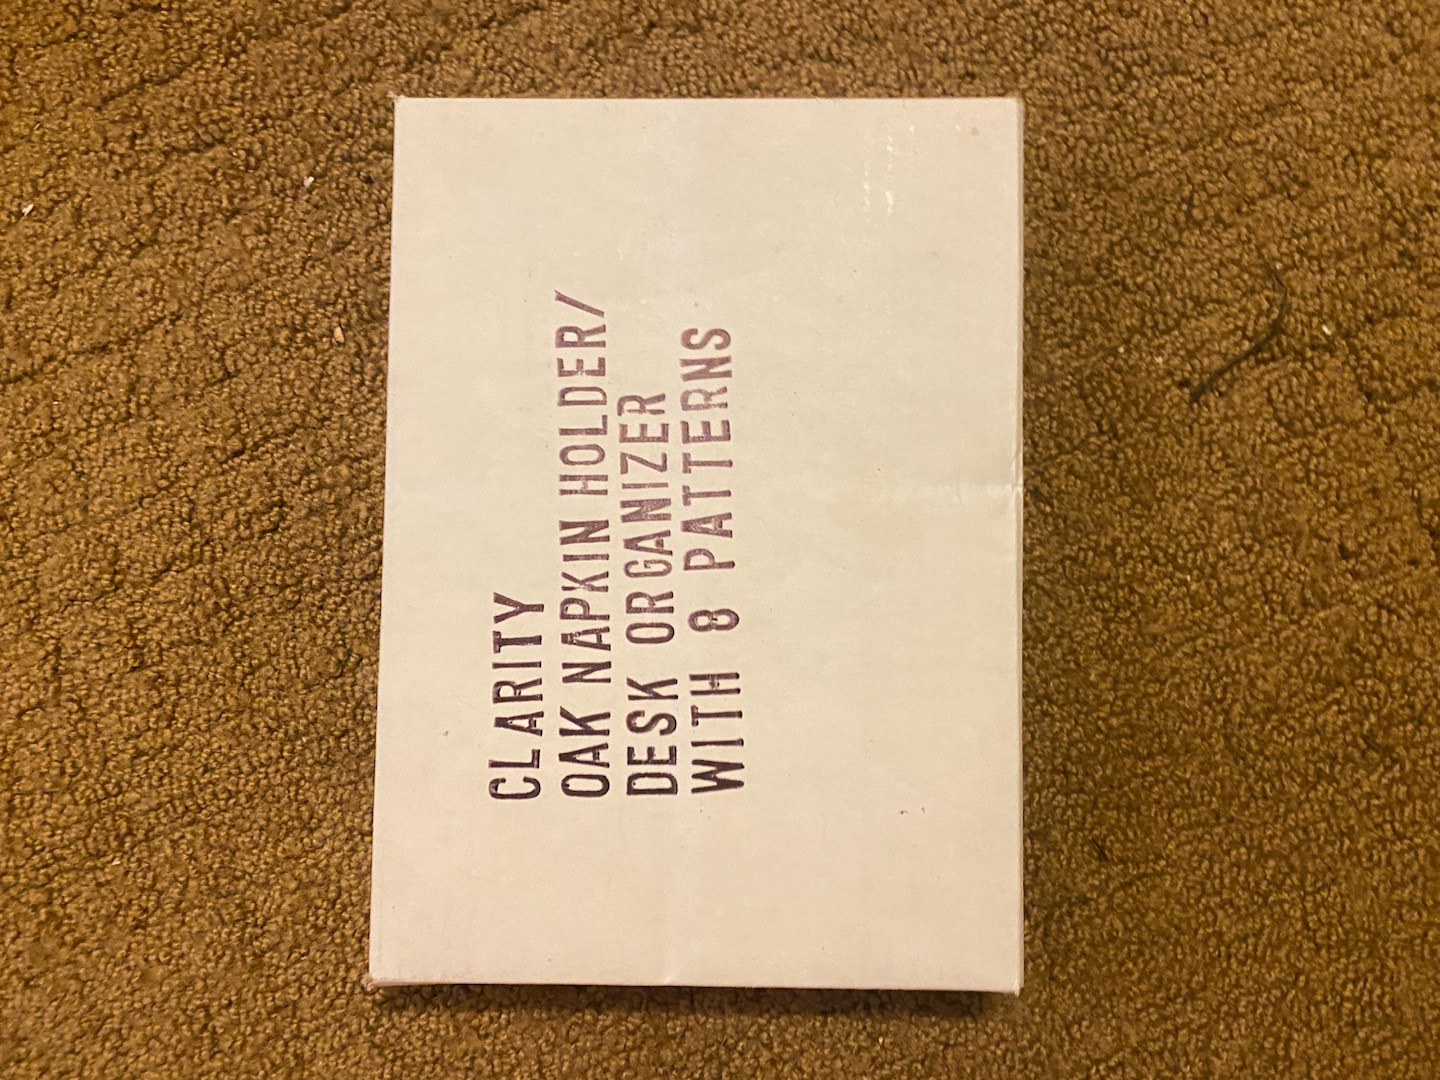 CLARITY
OAK NAPKIN HOLDER/
DESK ORGANIZER
WITH 8 PATTERNS